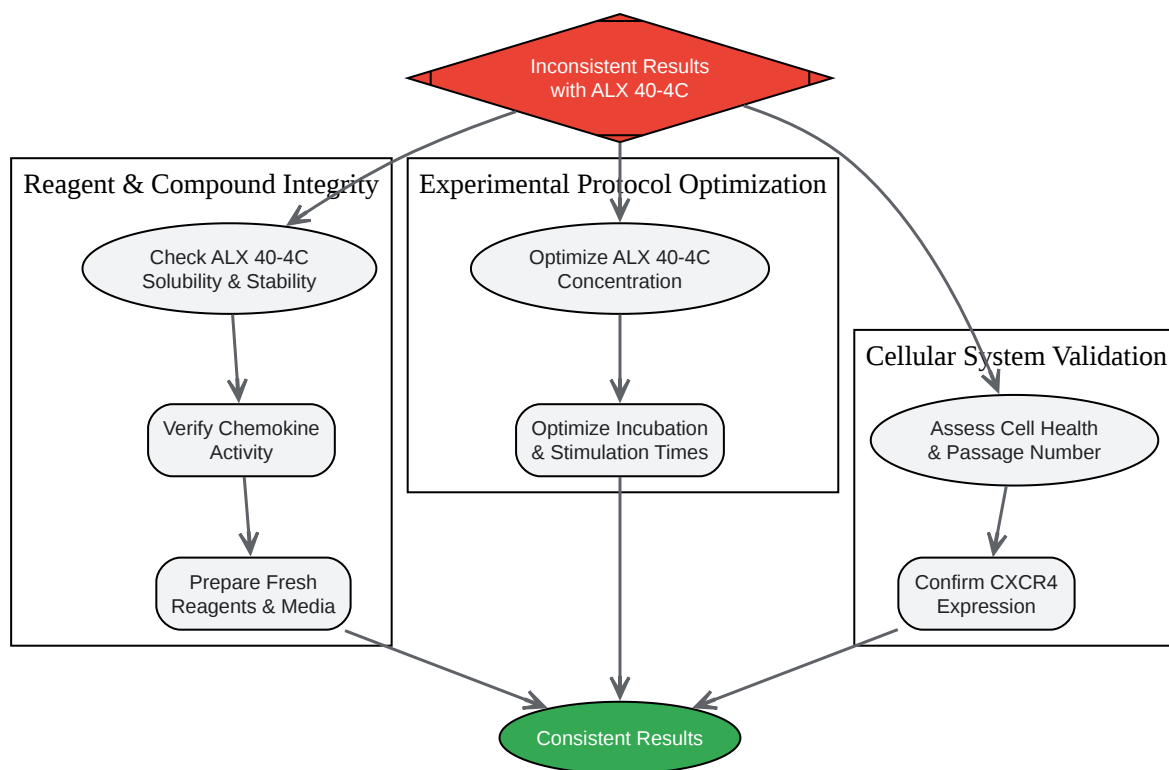 Inconsistent Results
with ALX 40-4C
Reagent & Compound Integrity
Check ALX 40-4C
Solubility & Stability
Verify Chemokine
Activity
Prepare Fresh
Reagents & Media
Experimental Protocol Optimization
Optimize ALX 40-4C
Concentration
Optimize Incubation
& Stimulation Times
Cellular System Validation
Assess Cell Health
& Passage Number
Confirm CXCR4
Expression
Consistent Results